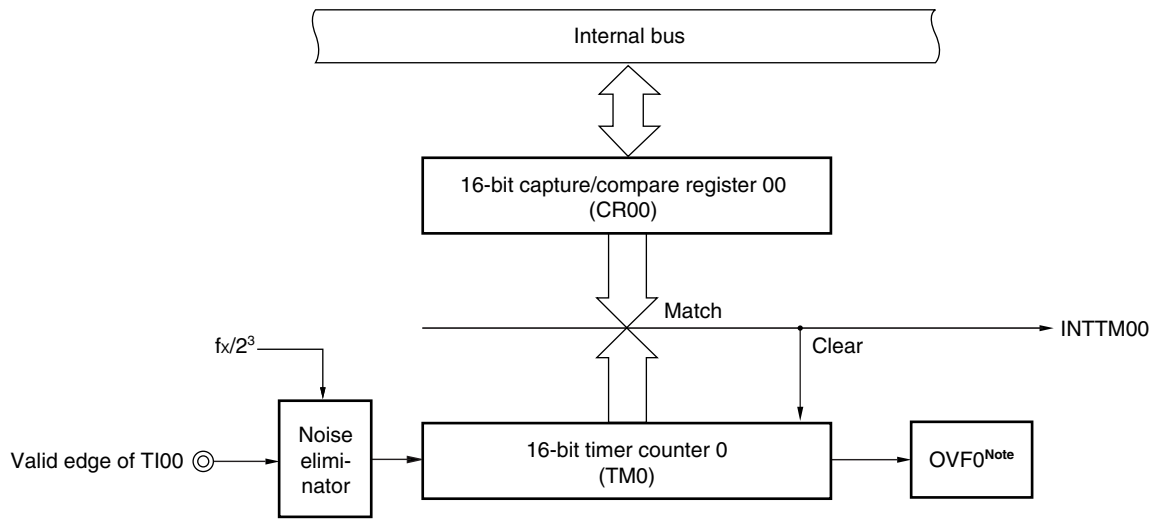 Internal bus
16-bit capture/compare register 00
(CR00)
Match
INTTM00
fx/2³
Clear
Noise
elimi-
nator
Valid edge of TI00
16-bit timer counter 0
(TM0)
OVF0Note